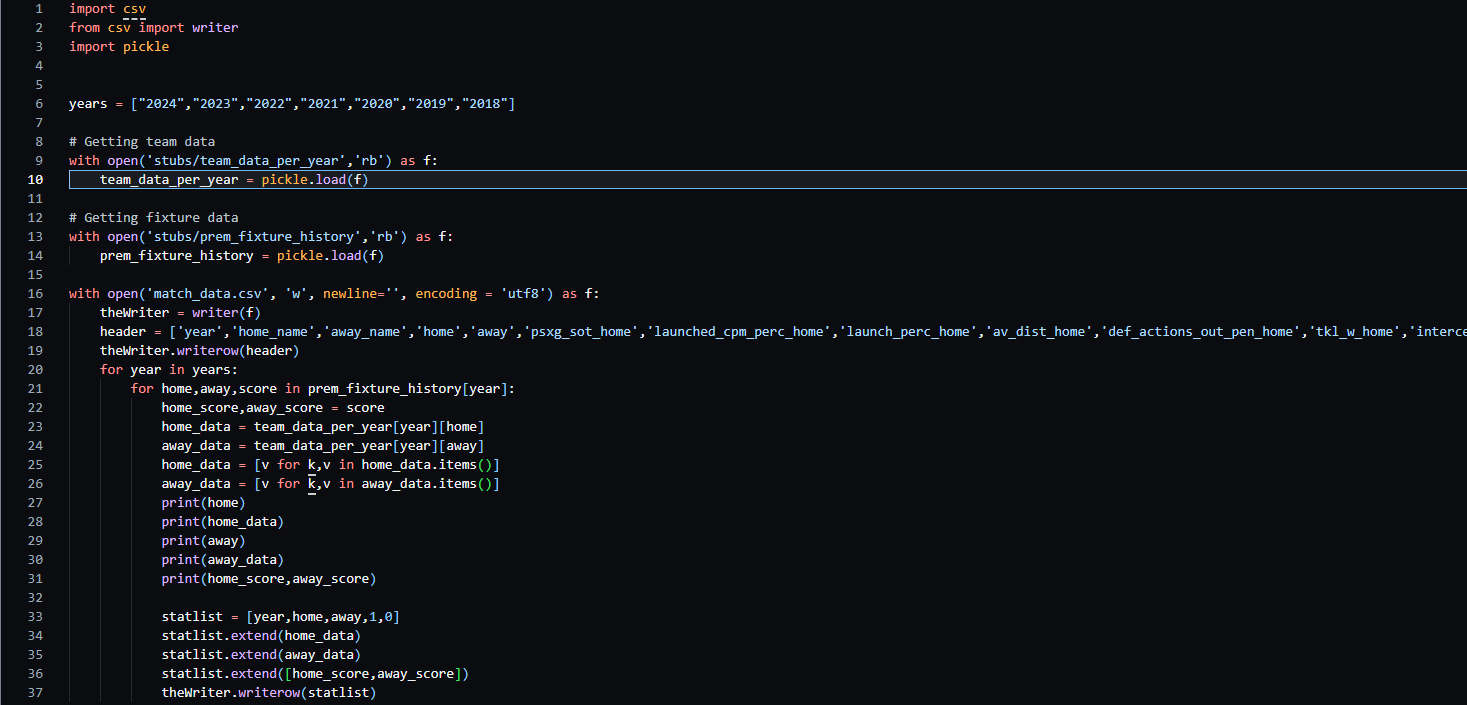 1 import csv
2 from csv import writer
3 import pickle
4
5
6 years = ["2024","2023","2022","2021","2020","2019","2018"]
7
8 # Getting team data
9 with open('stubs/team_data_per_year','rb') as f:
10     team_data_per_year = pickle.load(f)
11
12 # Getting fixture data
13 with open('stubs/prem_fixture_history','rb') as f:
14     prem_fixture_history = pickle.load(f)
15
16 with open('match_data.csv', 'w', newline='', encoding = 'utf8') as f:
17     theWriter = writer(f)
18     header = ['year','home_name','away_name','home','away','psxg_sot_home','launched_cpm_perc_home','launch_perc_home','av_dist_home','def_actions_out_pen_home','tkl_w_home','interce
19     theWriter.writerow(header)
20     for year in years:
21         for home,away,score in prem_fixture_history[year]:
22             home_score,away_score = score
23             home_data = team_data_per_year[year][home]
24             away_data = team_data_per_year[year][away]
25             home_data = [v for k,v in home_data.items()]
26             away_data = [v for k,v in away_data.items()]
27             print(home)
28             print(home_data)
29             print(away)
30             print(away_data)
31             print(home_score,away_score)
32
33             statlist = [year,home,away,1,0]
34             statlist.extend(home_data)
35             statlist.extend(away_data)
36             statlist.extend([home_score,away_score])
37             theWriter.writerow(statlist)